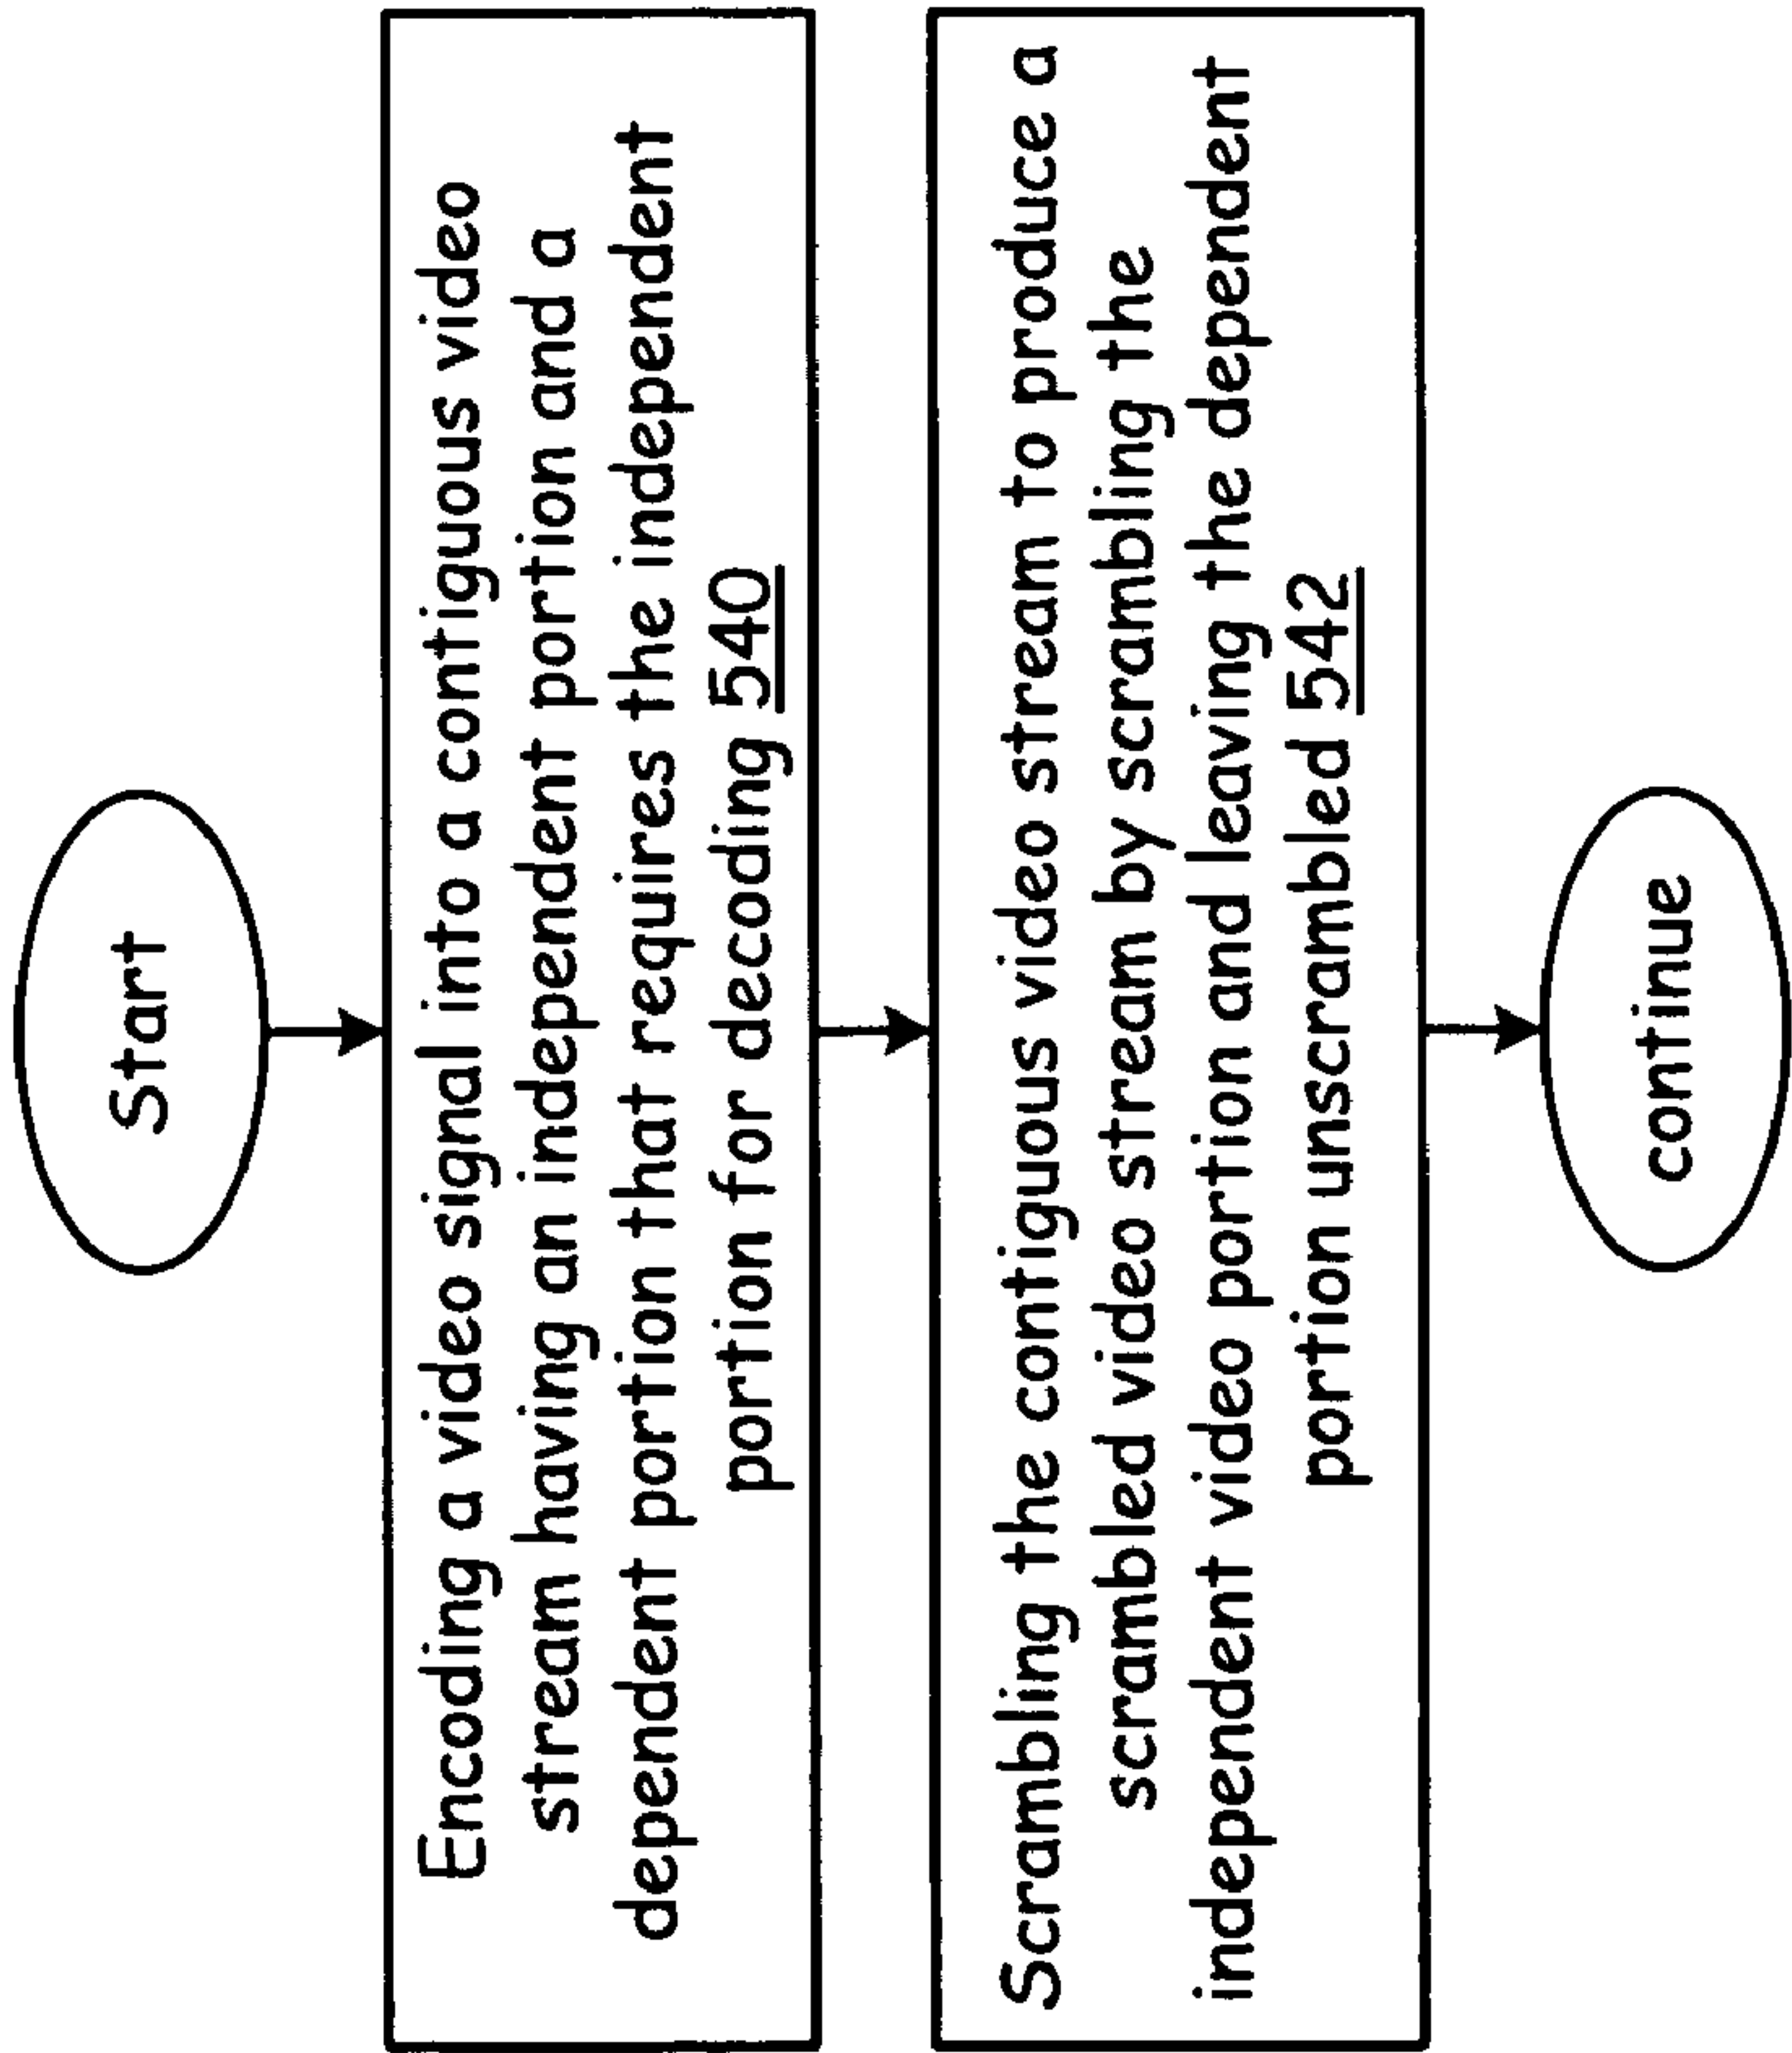 Start
Encoding a video signal into a contiguous video
stream having an independent portion and a
dependent portion that requires the independent
portion for decoding 540
Scrambling the contiguous video stream to produce a
scrambled video stream by scrambling the
independent video portion and leaving the dependent
portion unscrambled 542
continue